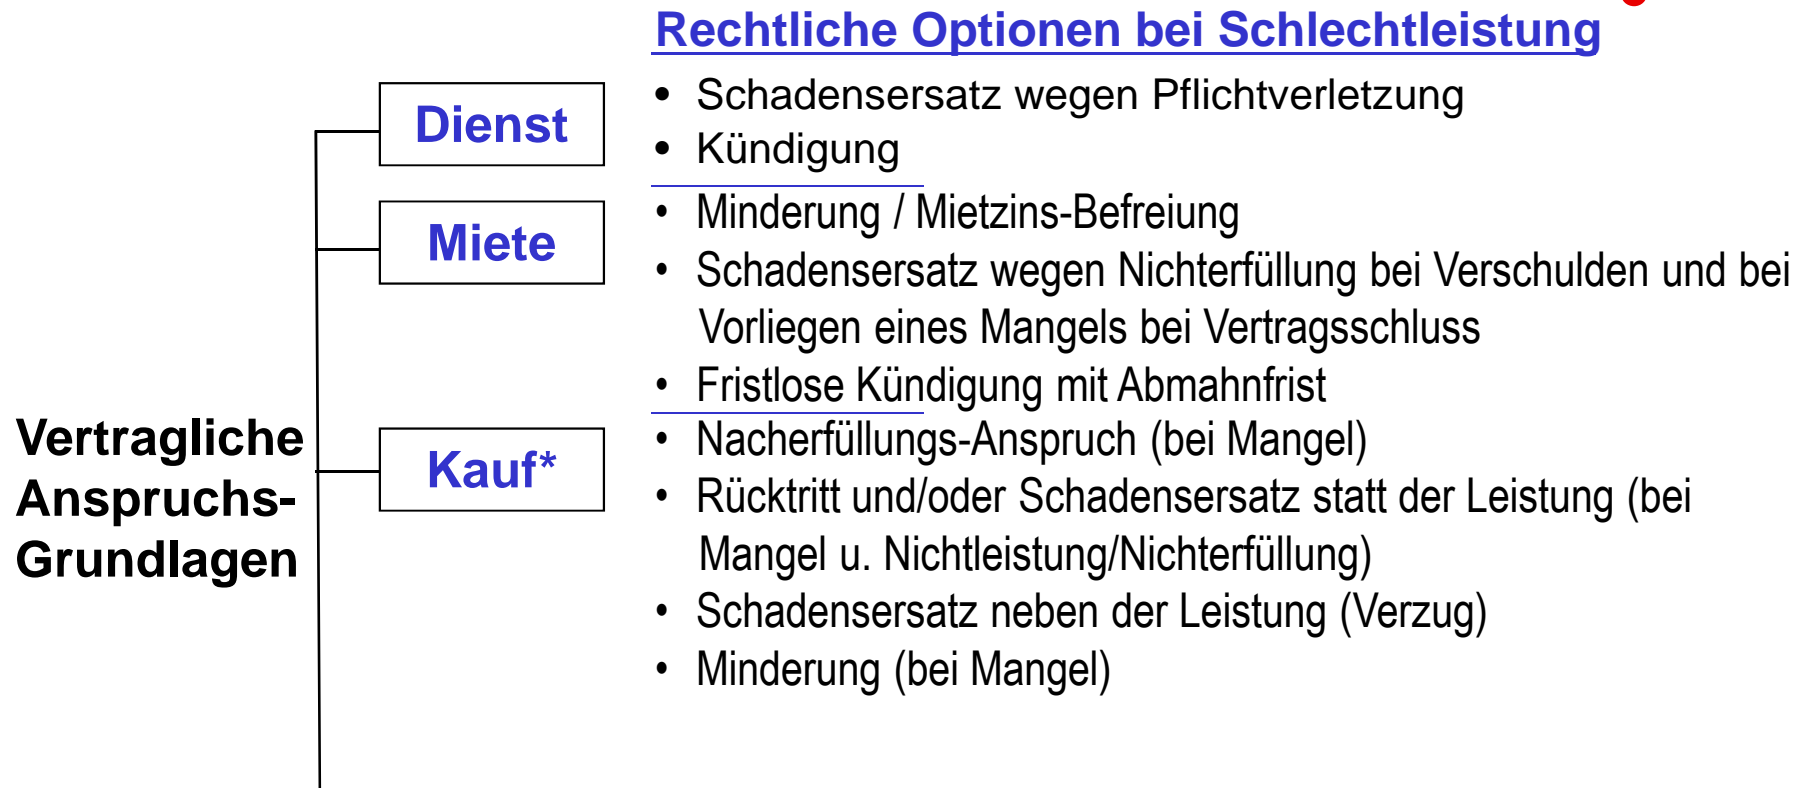 Rechtliche Optionen bei Schlechtleistung
Dienst
• Schadensersatz wegen Pflichtverletzung
• Kündigung
Miete
• Minderung / Mietzins-Befreiung
• Schadensersatz wegen Nichterfüllung bei Verschulden und bei
Vorliegen eines Mangels bei Vertragsschluss
• Fristlose Kündigung mit Abmahnfrist
Vertragliche
Anspruchs-
Grundlagen
Kauf*
• Nacherfüllungs-Anspruch (bei Mangel)
• Rücktritt und/oder Schadensersatz statt der Leistung (bei
Mangel u. Nichtleistung/Nichterfüllung)
• Schadensersatz neben der Leistung (Verzug)
• Minderung (bei Mangel)